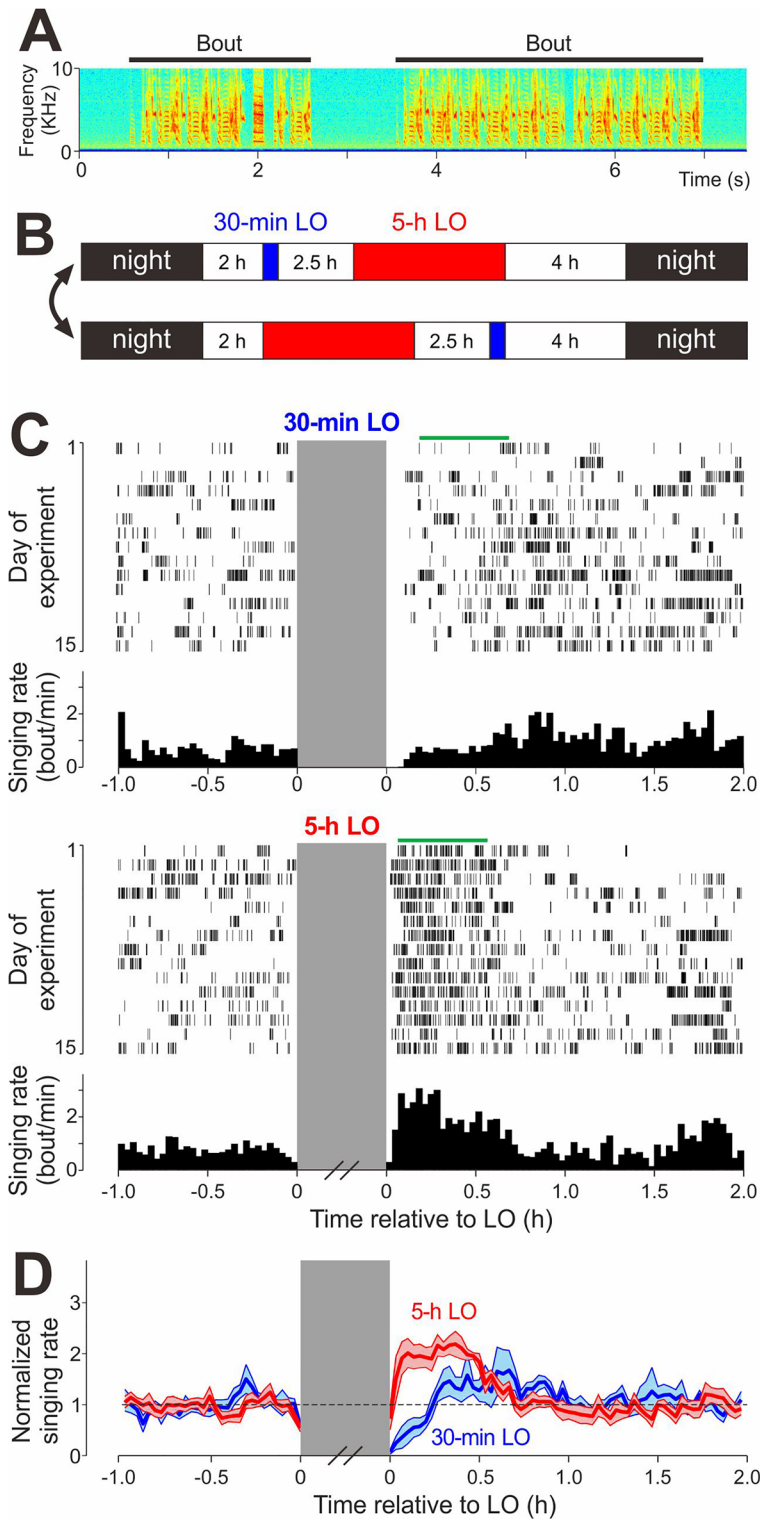 A
Bout
Bout
Frequency
(KHz)
10
0
0
2
4
6
Time (s)
B
30-min LO
5-h LO
night
2 h
2.5 h
4 h
night
night
2 h
2.5 h
4 h
night
C
30-min LO
Day of
experiment
1
15
Singing rate
(bout/min)
2
0
-1.0
-0.5
0
0
0.5
1.0
1.5
2.0
5-h LO
Day of
experiment
1
15
Singing rate
(bout/min)
2
0
-1.0
-0.5
0
0
0.5
1.0
1.5
2.0
Time relative to LO (h)
D
Normalized
singing rate
3
2
1
0
5-h LO
30-min LO
-1.0
-0.5
0
0
0.5
1.0
1.5
2.0
Time relative to LO (h)